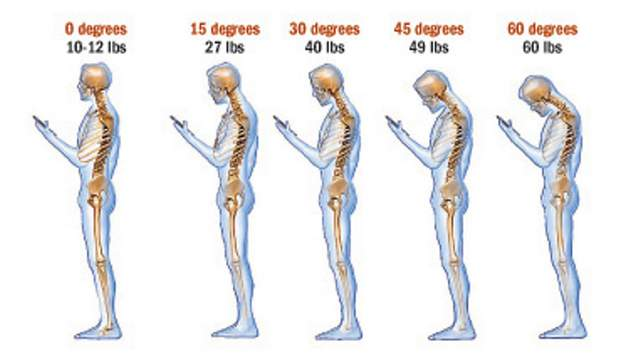 0 degrees
10-12 lbs
15 degrees
27 lbs
30 degrees
40 lbs
45 degrees
49 lbs
60 degrees
60 lbs